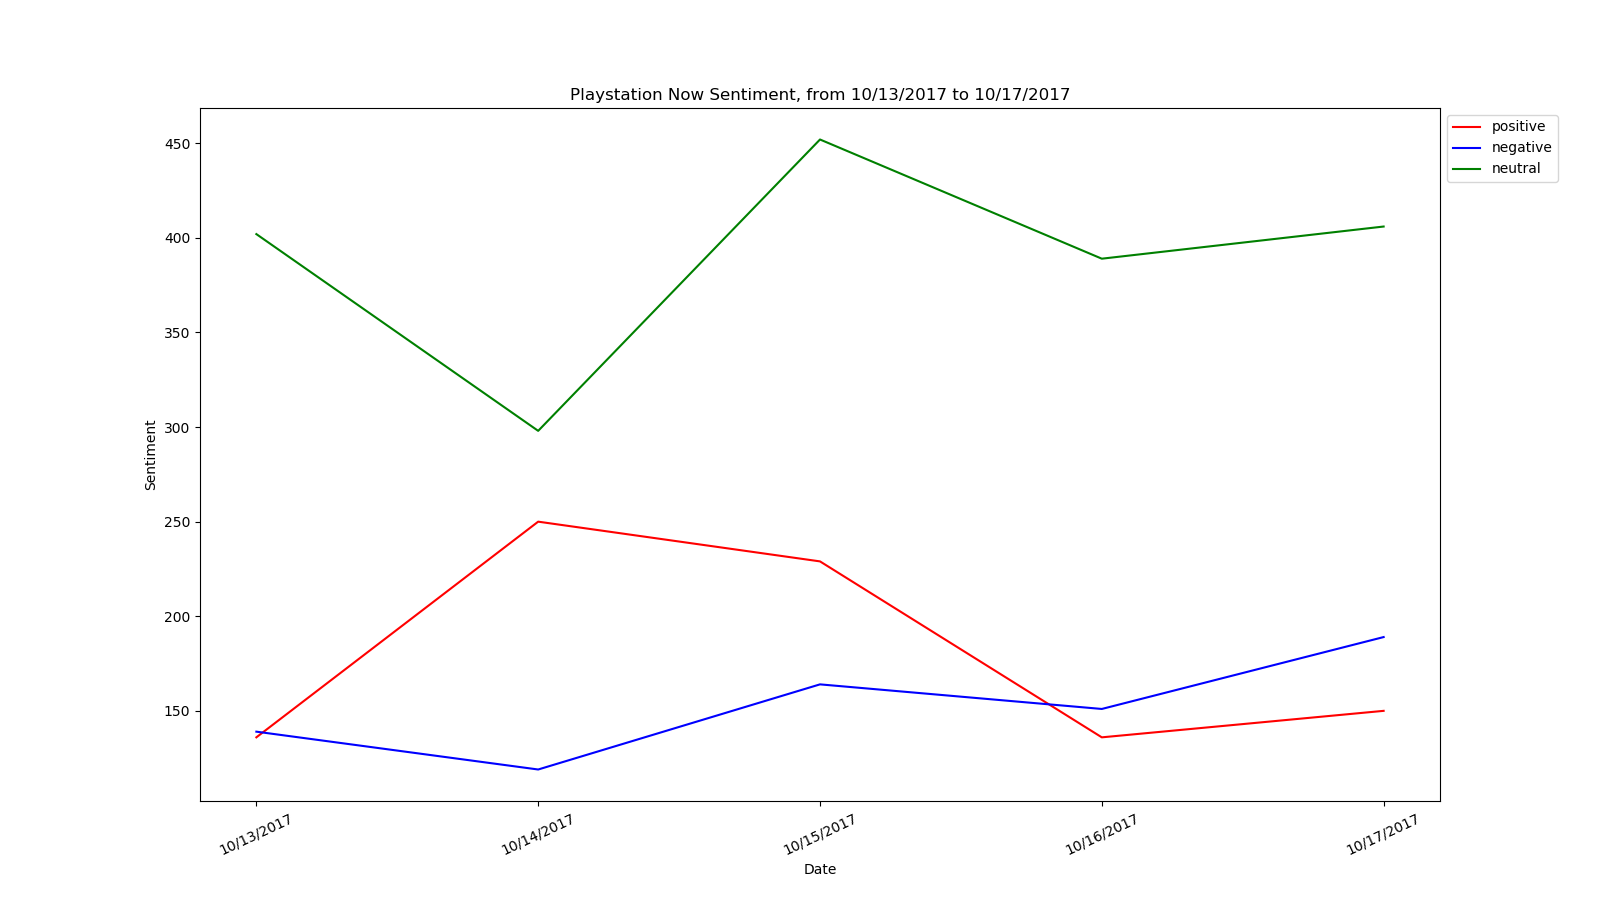 Playstation Now Sentiment, from 10/13/2017 to 10/17/2017
positive
negative
neutral
450
400
350
300
250
200
150
Sentiment
10/13/2017
10/14/2017
10/15/2017
10/16/2017
10/17/2017
Date